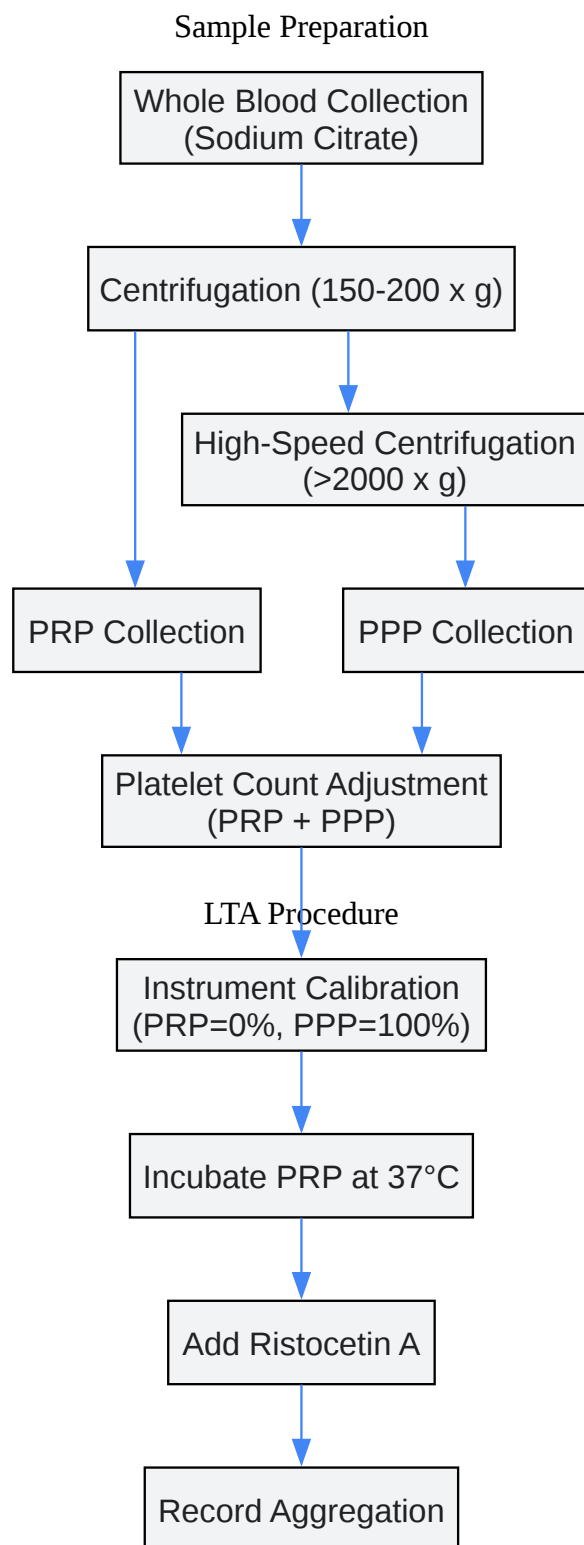 Sample Preparation
Whole Blood Collection
(Sodium Citrate)
Centrifugation (150-200 x g)
High-Speed Centrifugation
(>2000 x g)
PRP Collection
PPP Collection
Platelet Count Adjustment
(PRP + PPP)
LTA Procedure
Instrument Calibration
(PRP=0%, PPP=100%)
Incubate PRP at 37°C
Add Ristocetin A
Record Aggregation